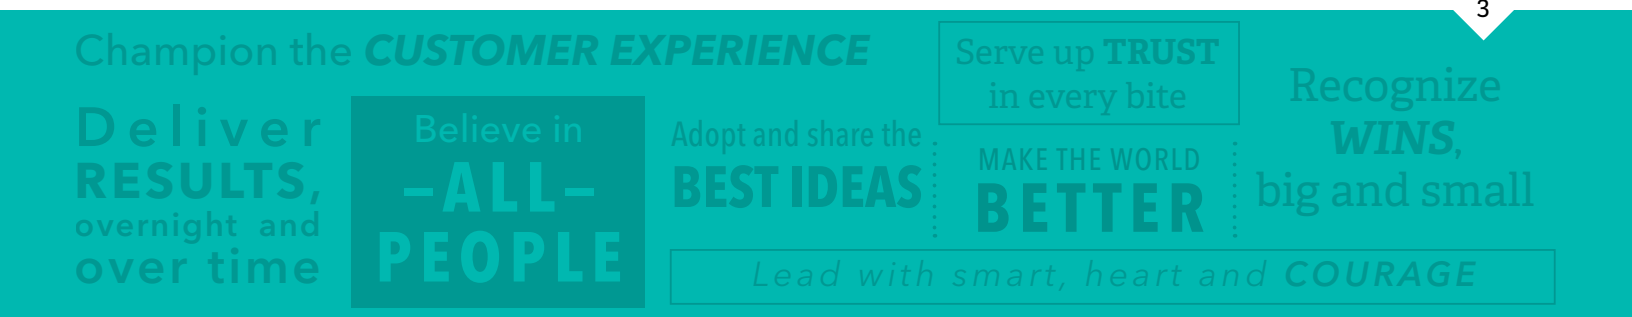 3
Champion the CUSTOMER EXPERIENCE
Deliver
RESULTS,
overnight and
over time
Believe in
–ALL–
PEOPLE
Adopt and share the
BEST IDEAS
Serve up TRUST
in every bite
MAKE THE WORLD
BETTER
Recognize
WINS,
big and small
Lead with smart, heart and COURAGE